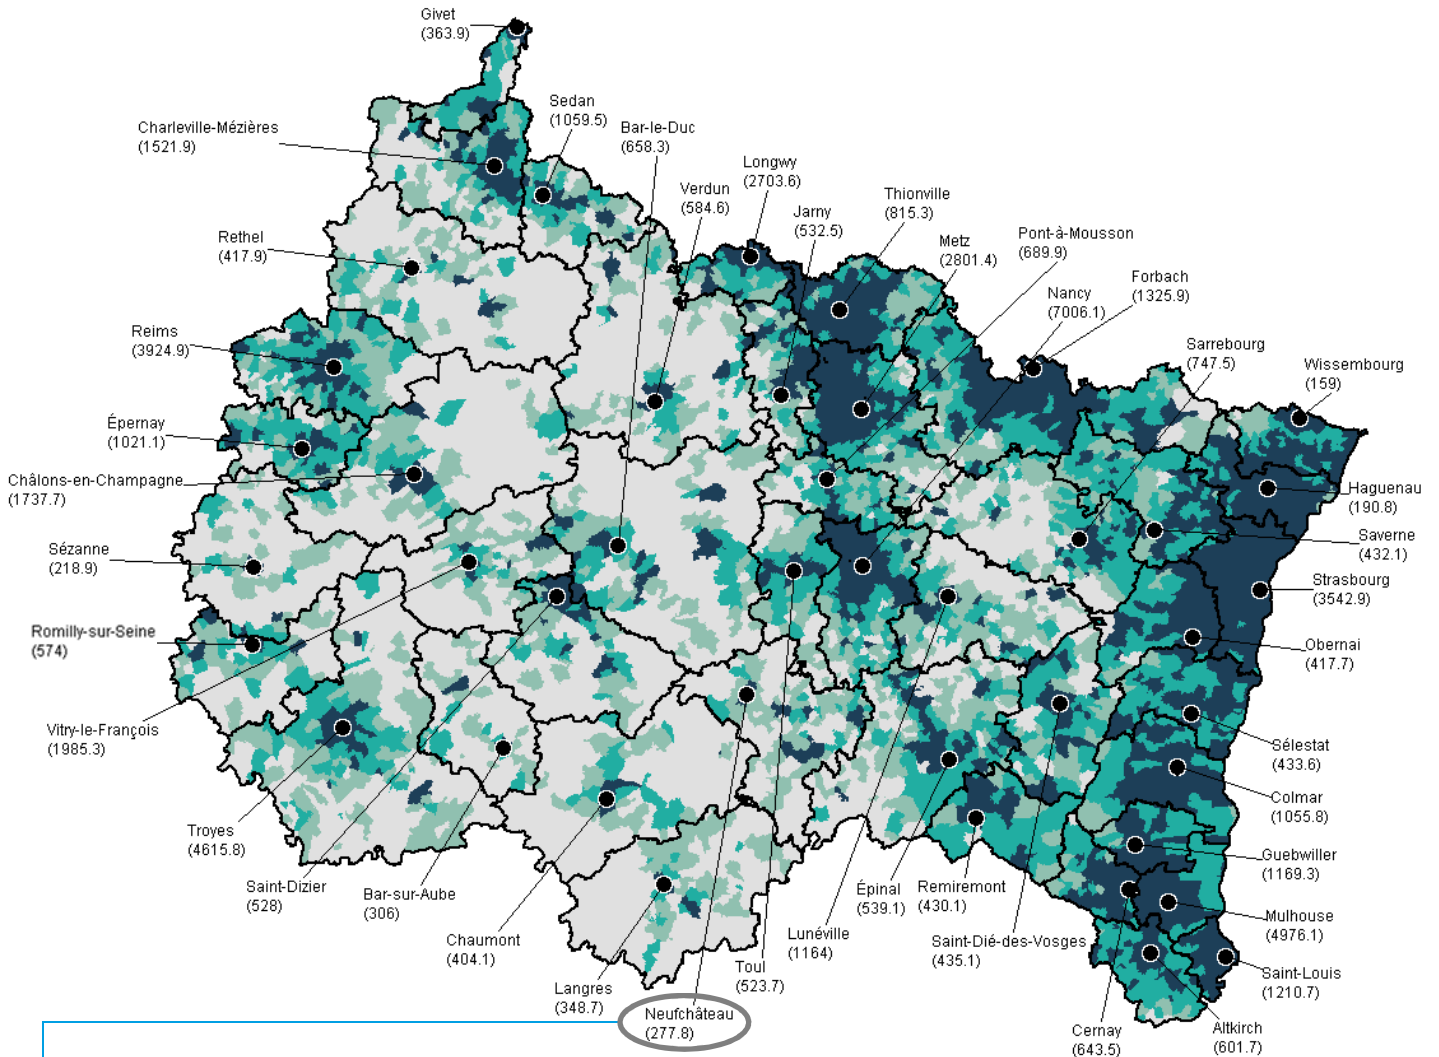 Givet
(363.9)
Sedan
(1059.5)
Charleville-Mézières
(1521.9)
Bar-le-Duc
(658.3)
Longwy
(2703.6)
Verdun
(584.6)
Thionville
(815.3)
Jarny
(532.5)
Pont-à-Mousson
(689.9)
Metz
(2801.4)
Rethel
(417.9)
Forbach
(1325.9)
Nancy
(7006.1)
Reims
(3924.9)
Sarrebourg
(747.5)
Wissembourg
(159)
Épernay
(1021.1)
Châlons-en-Champagne
(1737.7)
Haguenau
(190.8)
Saverne
(432.1)
Sézanne
(218.9)
Strasbourg
(3542.9)
Romilly-sur-Seine
(574)
Obernai
(417.7)
Vitry-le-François
(1985.3)
Sélestat
(433.6)
Colmar
(1055.8)
Troyes
(4615.8)
Guebwiller
(1169.3)
Saint-Dizier
(528)
Bar-sur-Aube
(306)
Épinal
(539.1)
Remiremont
(430.1)
Mulhouse
(4976.1)
Chaumont
(404.1)
Lunéville
(1164)
Saint-Dié-des-Vosges
(435.1)
Toul
(523.7)
Saint-Louis
(1210.7)
Langres
(348.7)
Neufchâteau
(277.8)
Cernay
(643.5)
Altkirch
(601.7)